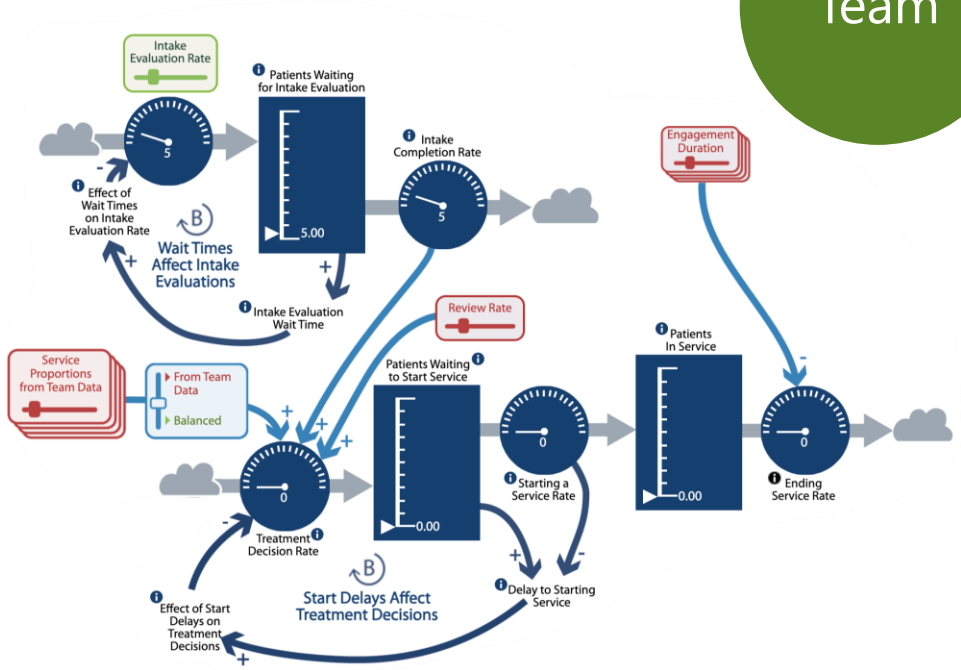 Team
Intake
Evaluation Rate
5
-
Patients Waiting
for Intake Evaluation
5.00
Intake
Completion Rate
5
Engagement
Duration
Effect of
Wait Times
on Intake
Evaluation Rate
B
Wait Times
Affect Intake
Evaluations
+
+
Intake Evaluation
Wait Time
Review Rate
Service
Proportions
from Team Data
From Team
Data
Balanced
+
+
+
0
Treatment
Decision Rate
-
Patients Waiting
to Start Service
0.00
0
Starting a
Service Rate
Patients
In Service
0.00
-
0
Ending
Service Rate
+
-
Delay to Starting
Service
B
Start Delays Affect
Treatment Decisions
Effect of Start
Delays on
Treatment
Decisions
+